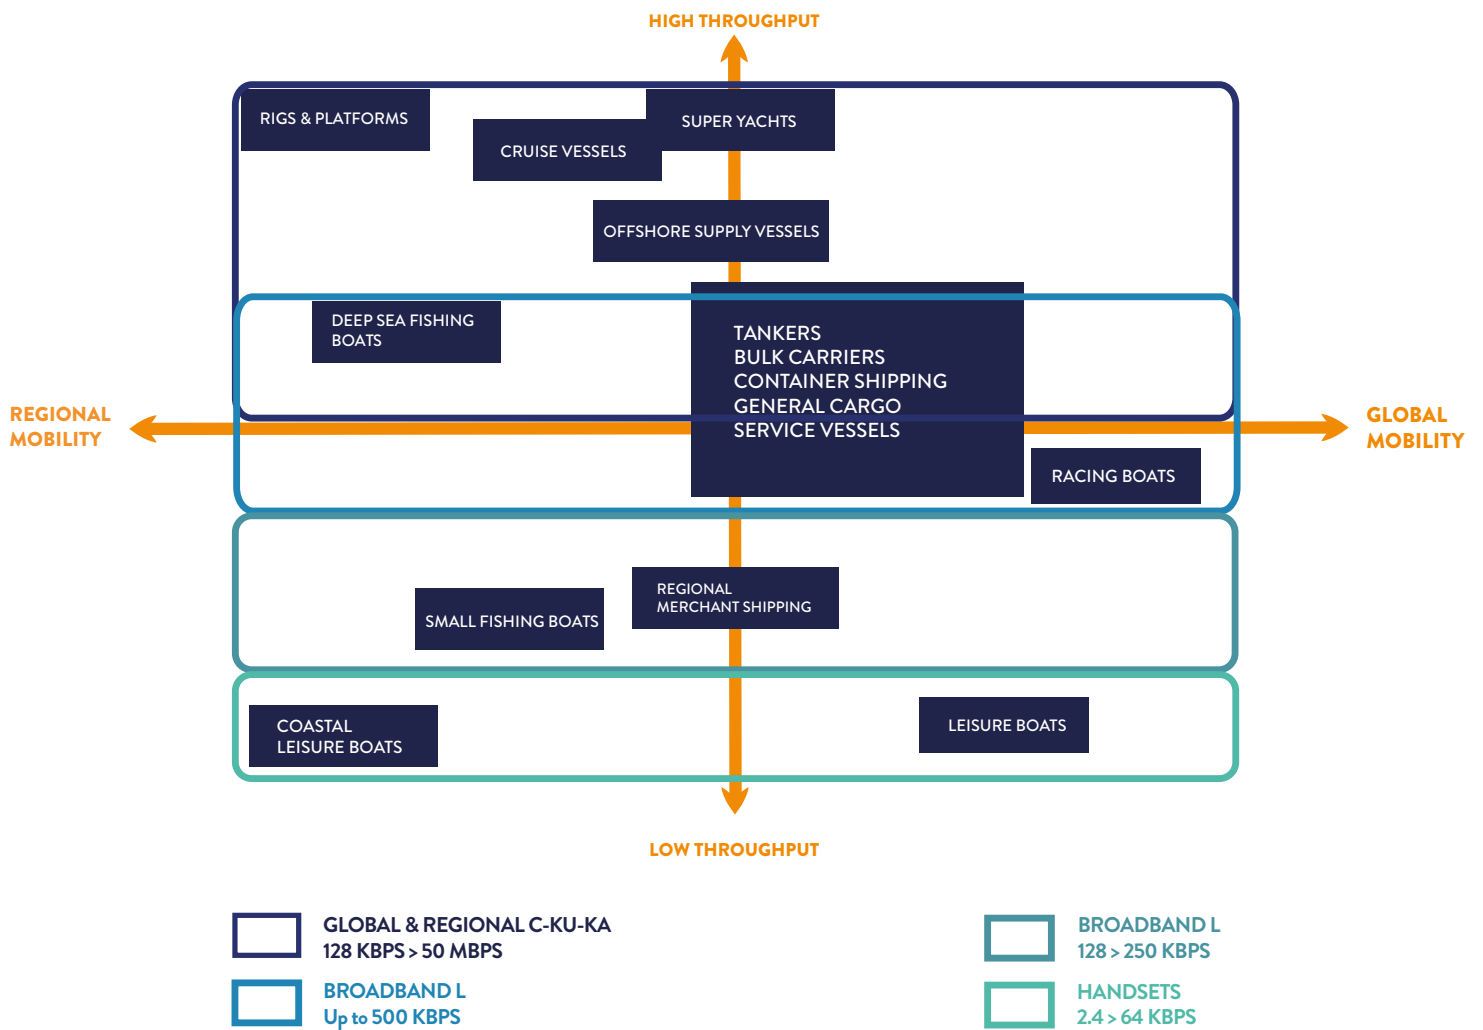 HIGH THROUGHPUT
RIGS & PLATFORMS
SUPER YACHTS
CRUISE VESSELS
OFFSHORE SUPPLY VESSELS
DEEP SEA FISHING
BOATS
TANKERS
BULK CARRIERS
CONTAINER SHIPPING
GENERAL CARGO
SERVICE VESSELS
REGIONAL
MOBILITY
GLOBAL
MOBILITY
RACING BOATS
REGIONAL
MERCHANT SHIPPING
SMALL FISHING BOATS
COASTAL
LEISURE BOATS
LEISURE BOATS
LOW THROUGHPUT
GLOBAL & REGIONAL C-KU-KA
128 KBPS > 50 MBPS
BROADBAND L
Up to 500 KBPS
BROADBAND L
128 > 250 KBPS
HANDSETS
2.4 > 64 KBPS